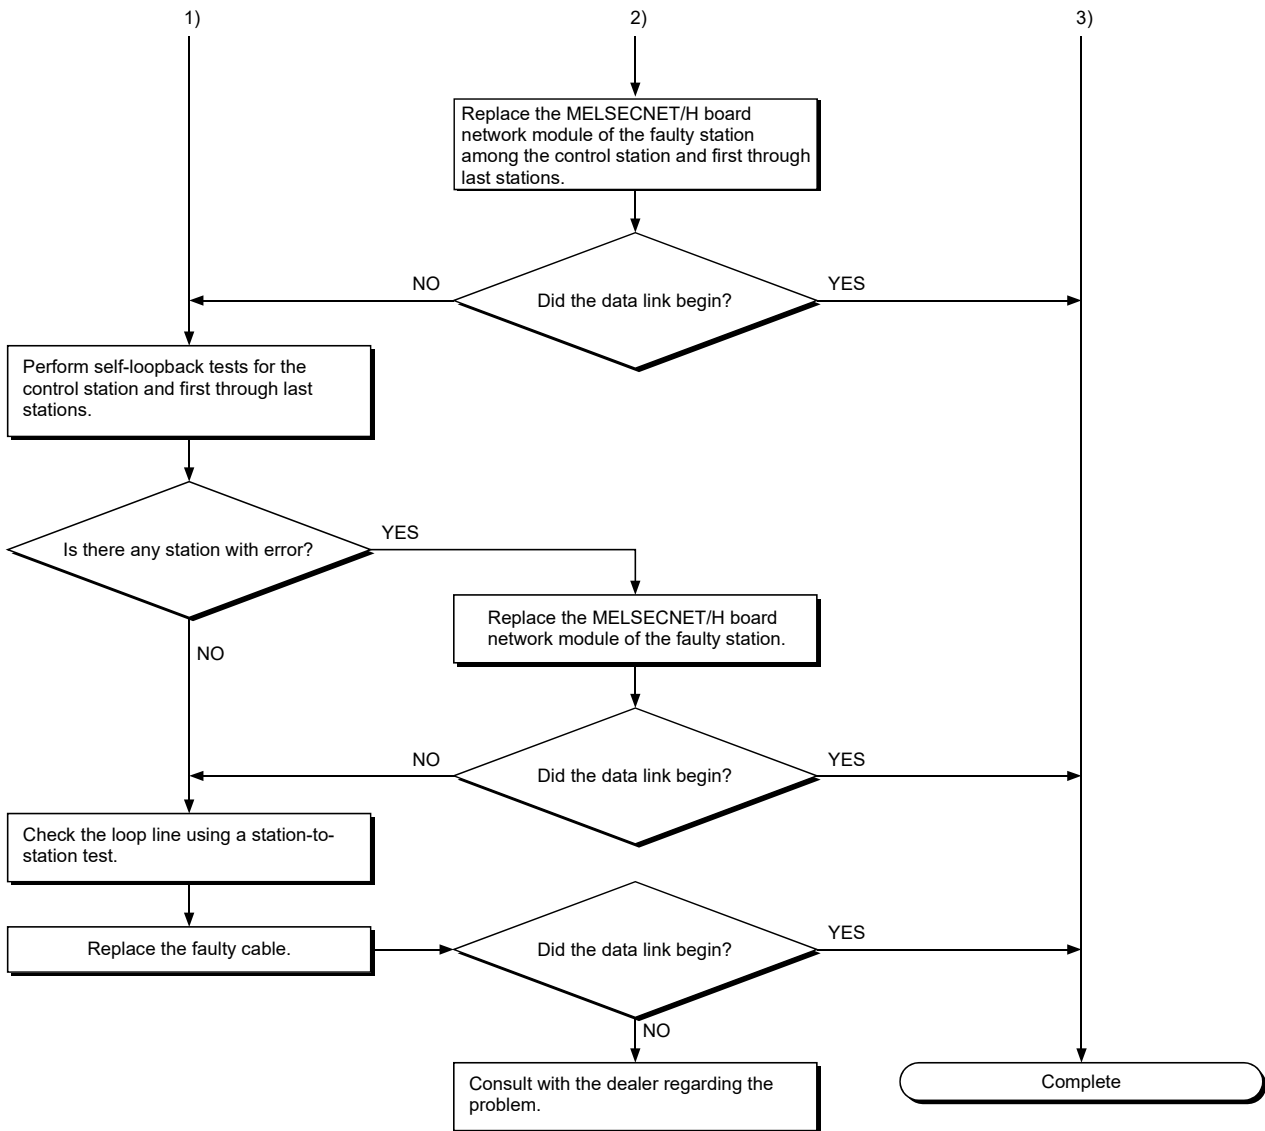 1)
2)
3)
Replace the MELSECNET/H board
network module of the faulty station
among the control station and first through
last stations.
NO
YES
Did the data link begin?
Perform self-loopback tests for the
control station and first through last
stations.
YES
Is there any station with error?
NO
Replace the MELSECNET/H board
network module of the faulty station.
NO
YES
Did the data link begin?
Check the loop line using a station-to-
station test.
Replace the faulty cable.
YES
Did the data link begin?
NO
Consult with the dealer regarding the
problem.
Complete